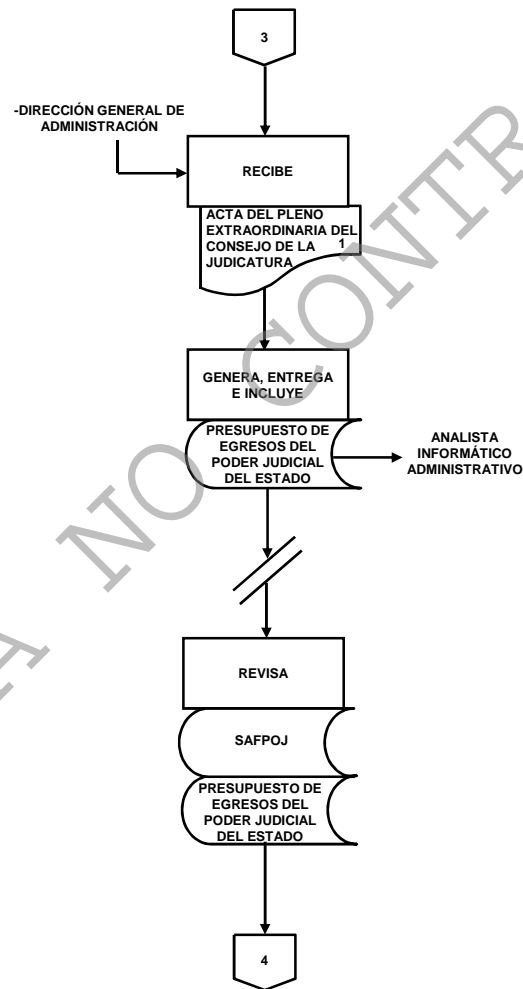 3
-DIRECCIÓN GENERAL DE
ADMINISTRACIÓN
RECIBE
ACTA DEL PLENO
EXTRAORDINARIA DEL
CONSEJO DE LA 1
JUDICATURA
GENERA, ENTREGA
E INCLUYE
PRESUPUESTO DE
EGRESOS DEL
PODER JUDICIAL
DEL ESTADO
ANALISTA
INFORMÁTICO
ADMINISTRATIVO
REVISA
SAFPOJ
PRESUPUESTO DE
EGRESOS DEL
PODER JUDICIAL
DEL ESTADO
4
A NO CONTR